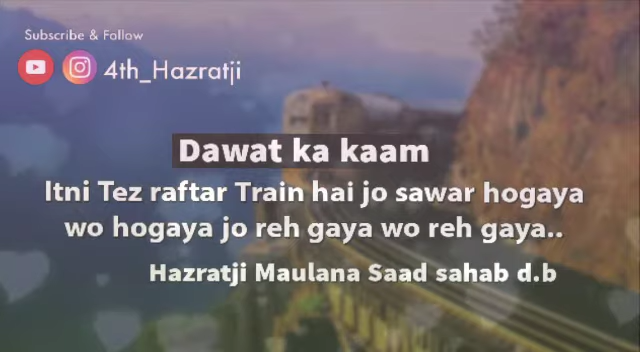 Subscribe & Follow
4th_Hazratji
Dawat ka kaam
Itni Tez raftar Train hai jo sawar hogaya
wo hogaya jo reh gaya wo reh gaya..
Hazratji Maulana Saad sahab d.b